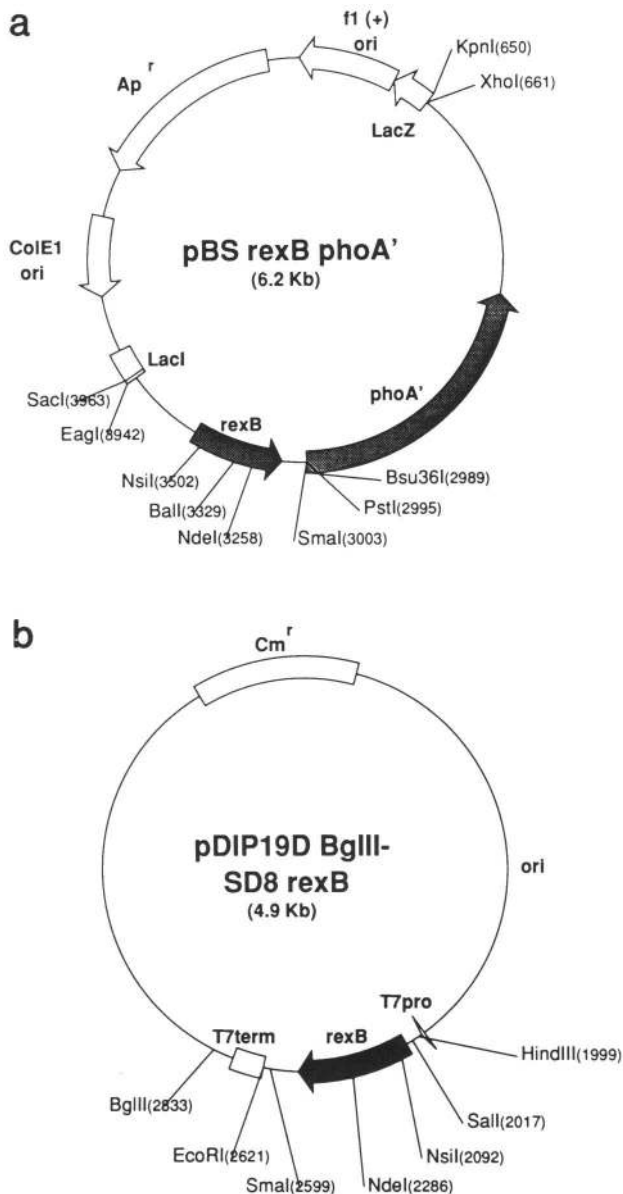 a
f1 (+)
ori
KpnI(650)
XhoI(661)
LacZ
Ap r
ColE1
ori
pBS rexB phoA'
(6.2 Kb)
LacI
SacI(3963)
EagI(3942)
rexB
phoA'
NsiI(3502)
BalI(3329)
NdeI(3258)
SmaI(3003)
PstI(2995)
Bsu36I(2989)
b
Cm r
pDIP19D BglII-
SD8 rexB
(4.9 Kb)
ori
T7pro
T7term
rexB
HindIII(1999)
SalI(2017)
NsiI(2092)
NdeI(2286)
SmaI(2599)
EcoRI(2621)
BglII(2833)